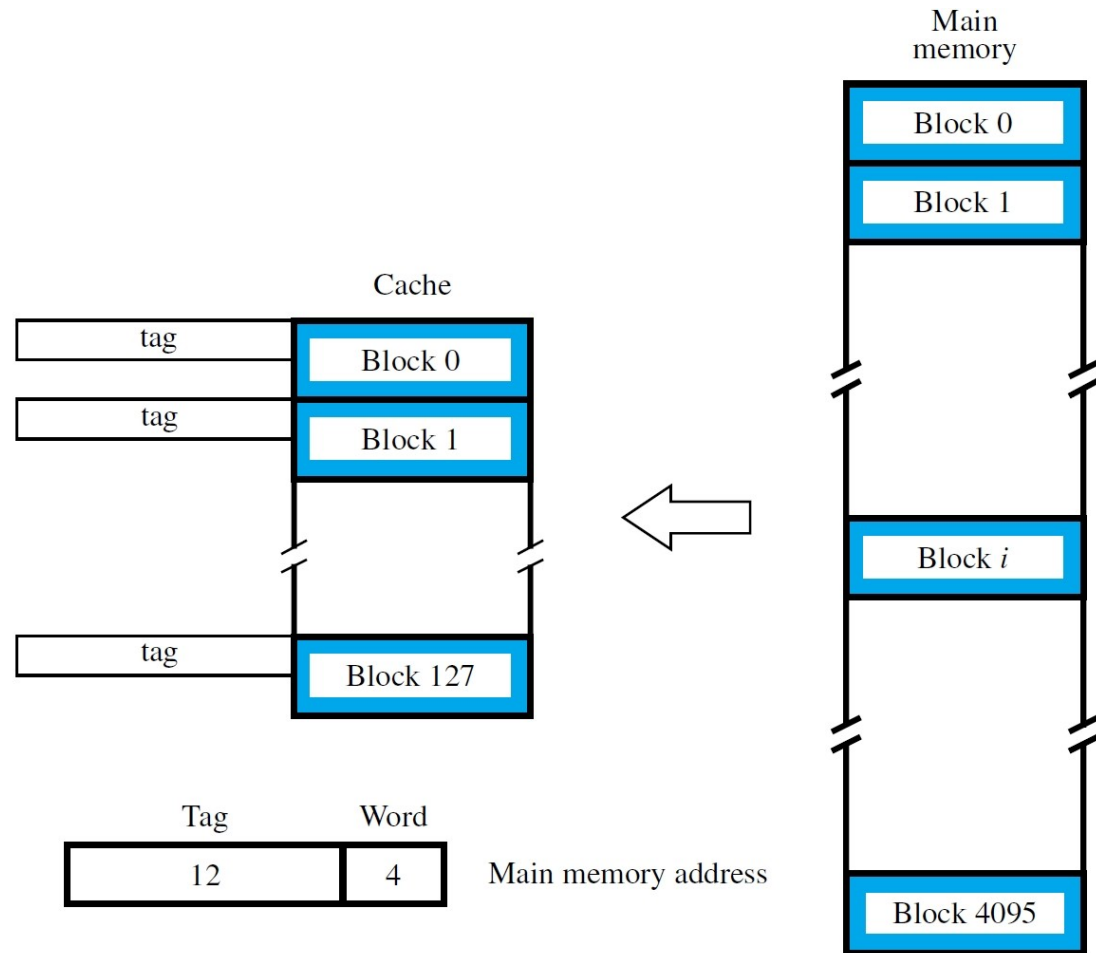 Main
memory
Block 0
Block 1
Cache
tag
Block 0
tag
Block 1
Block i
tag
Block 127
Tag
Word
12
4
Main memory address
Block 4095